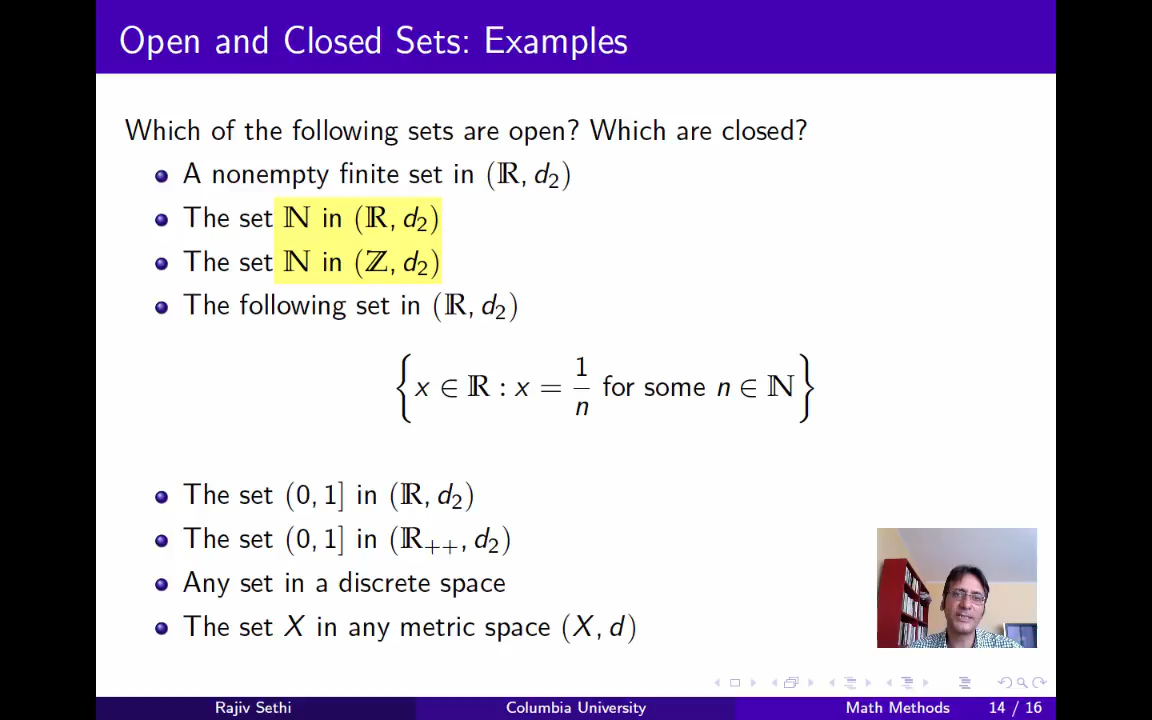 Open and Closed Sets: Examples
Which of the following sets are open? Which are closed?
A nonempty finite set in (ℝ, d₂)
The set ℕ in (ℝ, d₂)
The set ℕ in (ℤ, d₂)
The following set in (ℝ, d₂)
{x ∈ ℝ : x = 1/n for some n ∈ ℕ}
The set (0, 1] in (ℝ, d₂)
The set (0, 1] in (ℝ₊₊, d₂)
Any set in a discrete space
The set X in any metric space (X, d)
Rajiv Sethi Columbia University Math Methods 14 / 16